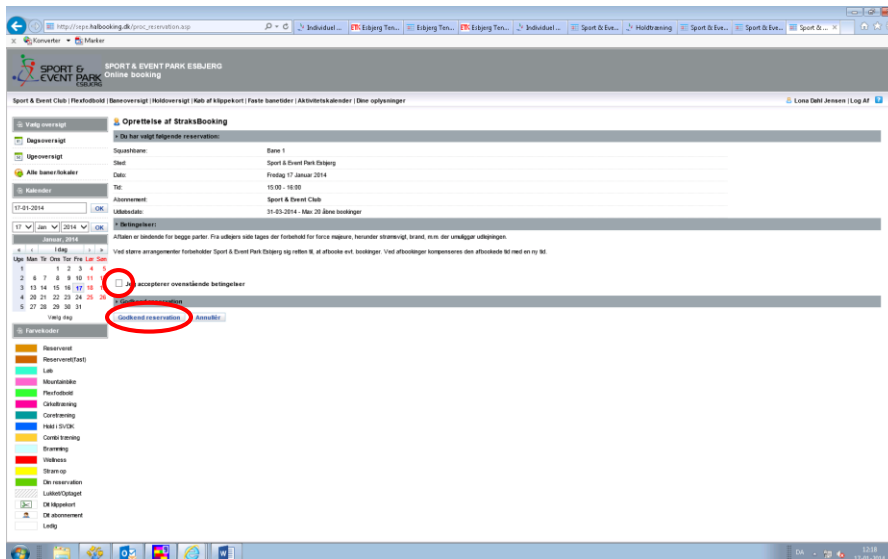 http://seps.halbooking.dk/proc_reservation.asp
Individuel ...
Esbjerg Ten...
Esbjerg Ten...
Esbjerg Ten...
Individuel ...
Sport & Eve...
Holdtræning
Sport & Eve...
Sport & Eve...
Sport &... ×
x Konverter Marker
SPORT & EVENT PARK ESBJERG
SPORT & EVENT PARK ESBJERG
Online booking
Sport & Event Club | Flexfodbold | Baneoversigt | Holdoversigt | Køb af klippekort | Faste banetider | Aktivitetskalender | Dine oplysninger
Lona Dahl Jensen | Log Af
Vælg oversigt
Dagsoversigt
Ugeoversigt
Alle baner/lokaler
Kalender
17-01-2014 OK
17 Jan 2014 OK
Januar, 2014
« ‹ I dag › »
Uge Man Tir Ons Tor Fre Lør Søn
1 1 2 3 4 5
2 6 7 8 9 10 11
3 13 14 15 16 17 18
4 20 21 22 23 24 25 26
5 27 28 29 30 31
Vælg dag
Farvekoder
Reserveret
Reserveret(fast)
Løb
Mountainbike
Flexfodbold
Cirkeltræning
Coretræning
Hold i SVDK
Combi træning
Bramming
Wellness
Stram op
Din reservation
Lukket/Optaget
Dit klippekort
Dit abonnement
Ledig
Oprettelse af StraksBooking
• Du har valgt følgende reservation:
Squashbane: Bane 1
Sted: Sport & Event Park Esbjerg
Dato: Fredag 17 Januar 2014
Tid: 15:00 - 16:00
Abonnement: Sport & Event Club
Udløbsdato: 31-03-2014 - Max 20 åbne bookinger
• Betingelser:
Aftalen er bindende for begge parter. Fra udlejers side tages der forbehold for force majeure, herunder strømsvigt, brand, m.m. der umuliggør udlejningen.
Ved større arrangementer forbeholder Sport & Event Park Esbjerg sig retten til, at afbooke evt. bookinger. Ved afbookinger kompenseres den afbookede tid med en ny tid.
Jeg accepterer ovenstående betingelser
• Godkend reservation
Godkend reservation Annullér
DA
12:18